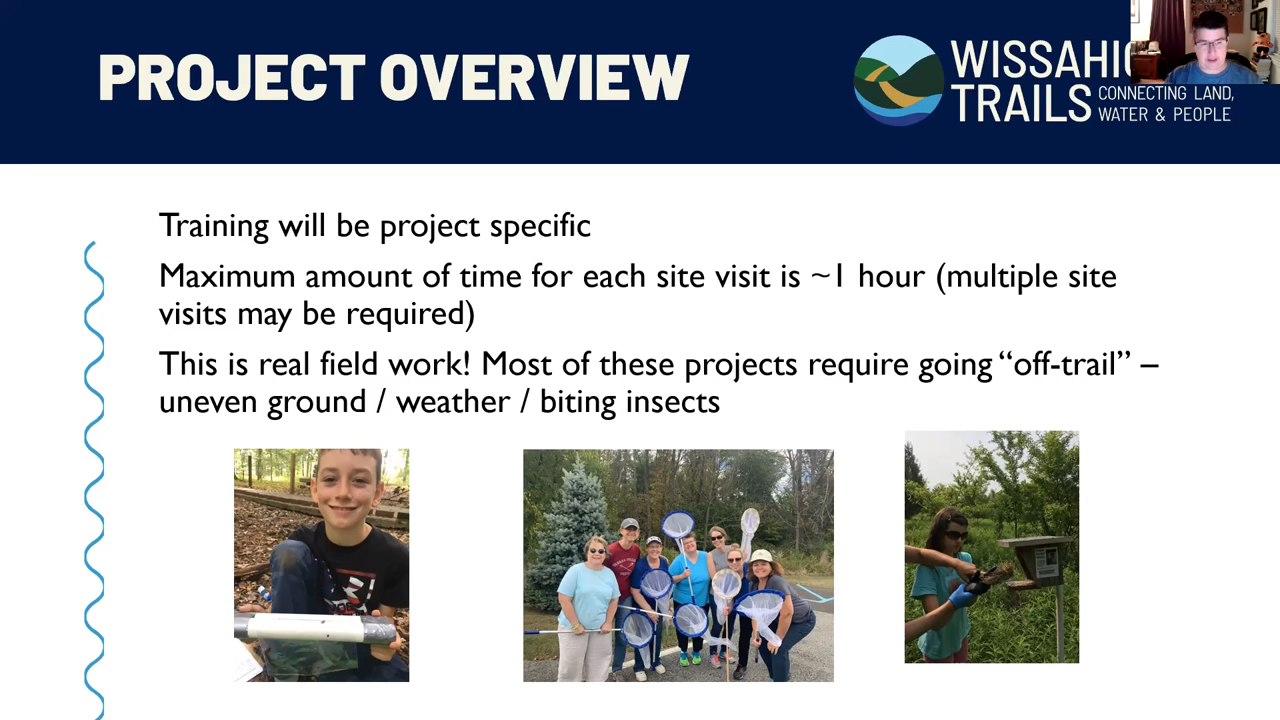 PROJECT OVERVIEW
TRAILS
CONNECTING LAND,
WATER & PEOPLE
Training will be project specific
Maximum amount of time for each site visit is ~1 hour (multiple site
visits may be required)
This is real field work! Most of these projects require going “off-trail” –
uneven ground / weather / biting insects